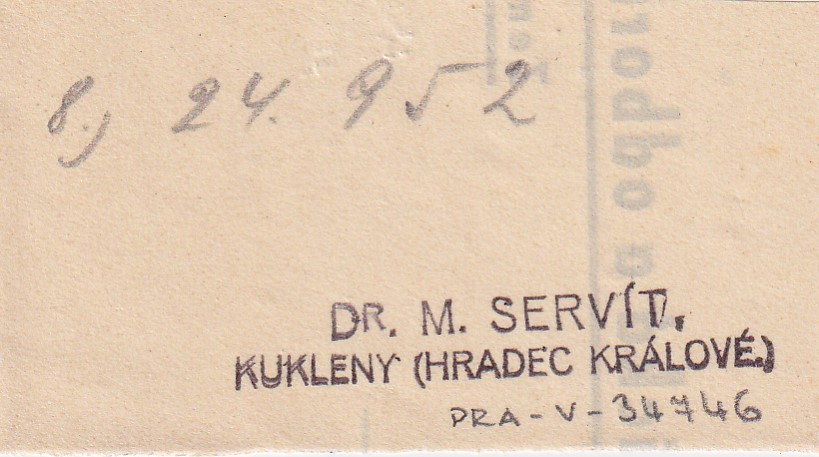 8.) 24. 9 52
DR. M. SERVÍT,
KUKLENY (HRADEC KRÁLOVÉ.)
PRA-V-34746